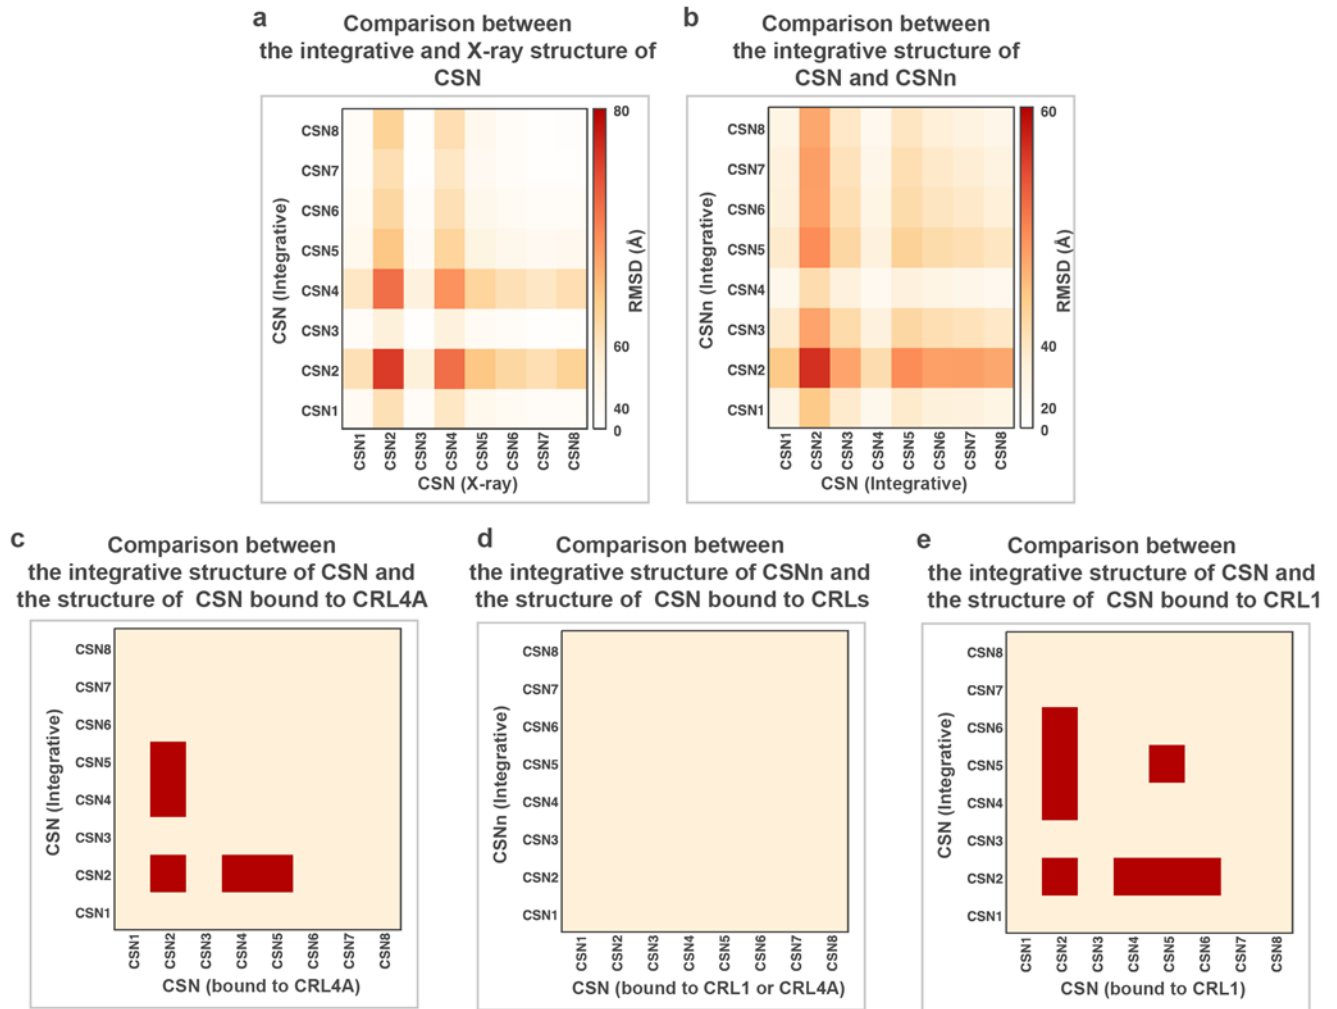 a
Comparison between
the integrative and X-ray structure of
CSN
CSN8
CSN7
CSN6
CSN5
CSN4
CSN3
CSN2
CSN1
CSN (Integrative)
CSN1
CSN2
CSN3
CSN4
CSN5
CSN6
CSN7
CSN8
CSN (X-ray)
80
60
40
0
RMSD (Å)
b
Comparison between
the integrative structure of
CSN and CSNn
CSN8
CSN7
CSN6
CSN5
CSN4
CSN3
CSN2
CSN1
CSNn (Integrative)
CSN1
CSN2
CSN3
CSN4
CSN5
CSN6
CSN7
CSN8
CSN (Integrative)
60
40
20
0
RMSD (Å)
c
Comparison between
the integrative structure of CSN and
the structure of CSN bound to CRL4A
CSN8
CSN7
CSN6
CSN5
CSN4
CSN3
CSN2
CSN1
CSN (Integrative)
CSN1
CSN2
CSN3
CSN4
CSN5
CSN6
CSN7
CSN8
CSN (bound to CRL4A)
d
Comparison between
the integrative structure of CSNn and
the structure of CSN bound to CRLs
CSN8
CSN7
CSN6
CSN5
CSN4
CSN3
CSN2
CSN1
CSNn (Integrative)
CSN1
CSN2
CSN3
CSN4
CSN5
CSN6
CSN7
CSN8
CSN (bound to CRL1 or CRL4A)
e
Comparison between
the integrative structure of CSN and
the structure of CSN bound to CRL1
CSN8
CSN7
CSN6
CSN5
CSN4
CSN3
CSN2
CSN1
CSN (Integrative)
CSN1
CSN2
CSN3
CSN4
CSN5
CSN6
CSN7
CSN8
CSN (bound to CRL1)